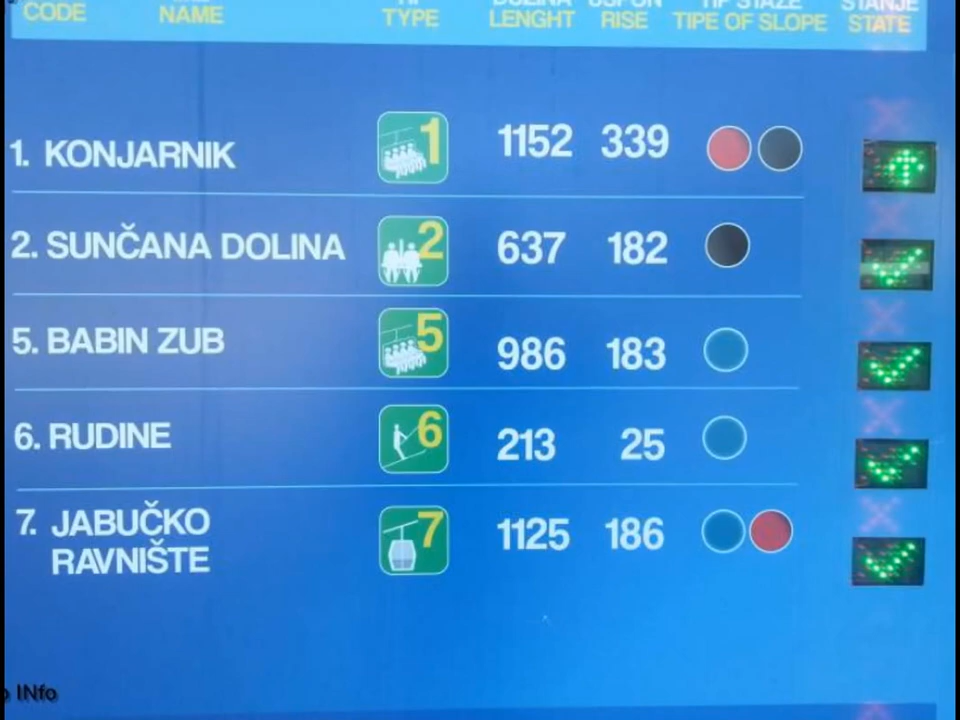 CODE NAME TYPE LENGHT RISE TIPE OF SLOPE STATE
1. KONJARNIK 1 1152 339
2. SUNČANA DOLINA 2 637 182
5. BABIN ZUB 5 986 183
6. RUDINE 6 213 25
7. JABUČKO 7 1125 186
RAVNIŠTE
INfo